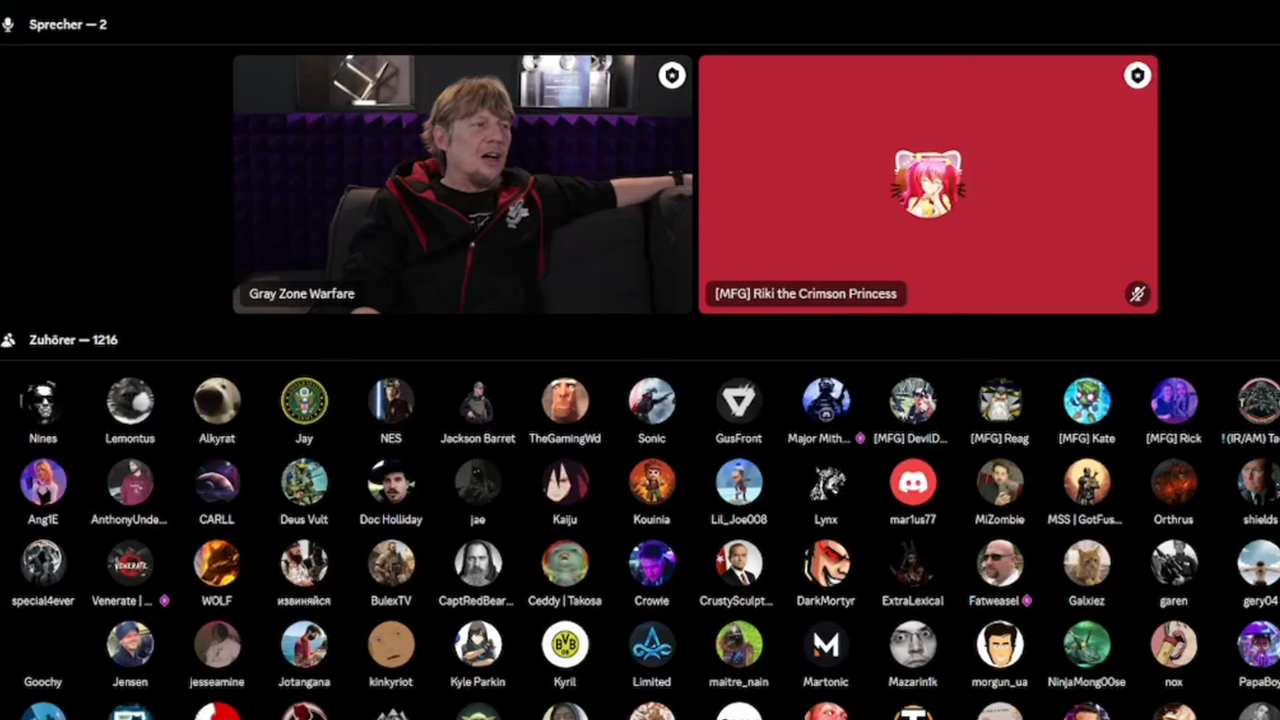 Sprecher — 2
Gray Zone Warfare
[MFG] Riki the Crimson Princess
Zuhörer — 1216
Nines Lemontus Alkyrat Jay NES Jackson Barret TheGamingWd Sonic GusFront Major Mith... [MFG] DevilD... [MFG] Reag [MFG] Kate [MFG] Rick ! (IR/AM) Ta
Ang1E AnthonyUnde... CARLL Deus Vult Doc Holliday jae Kaiju Kouinia Lil_Joe008 Lynx mar1us77 MiZombie MSS | GotFus... Orthrus shields
special4ever Venerate | ... WOLF извиняйся BulexTV CaptRedBear... Ceddy | Takosa Crowie CrustySculpt... DarkMortyr ExtraLexical Fatweasel Galxiez garen gery04
Goochy Jensen jesseamine Jotangana kinkyriot Kyle Parkin Kyril Limited maitre_nain Martonic Mazarin1k morgun_ua NinjaMong00se nox PapaBoy